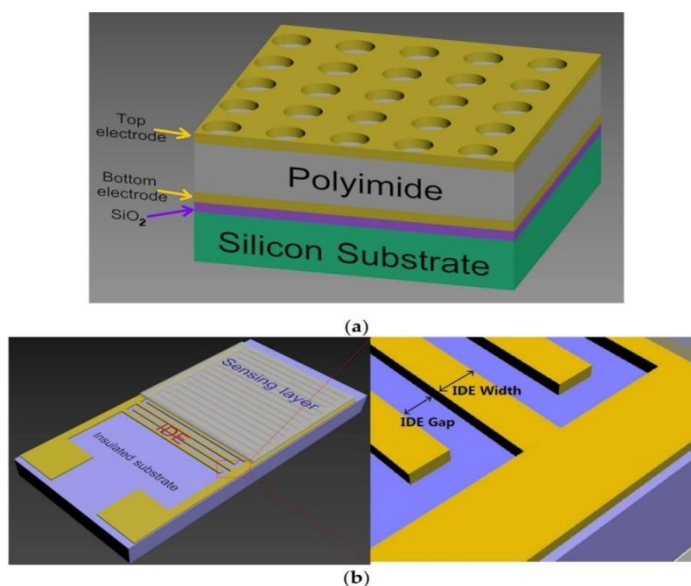 Top
electrode
Polyimide
Bottom
electrode
SiO2
Silicon Substrate
(a)
Sensing layer
IDE
Insulated substrate
IDE Width
IDE Gap
(b)